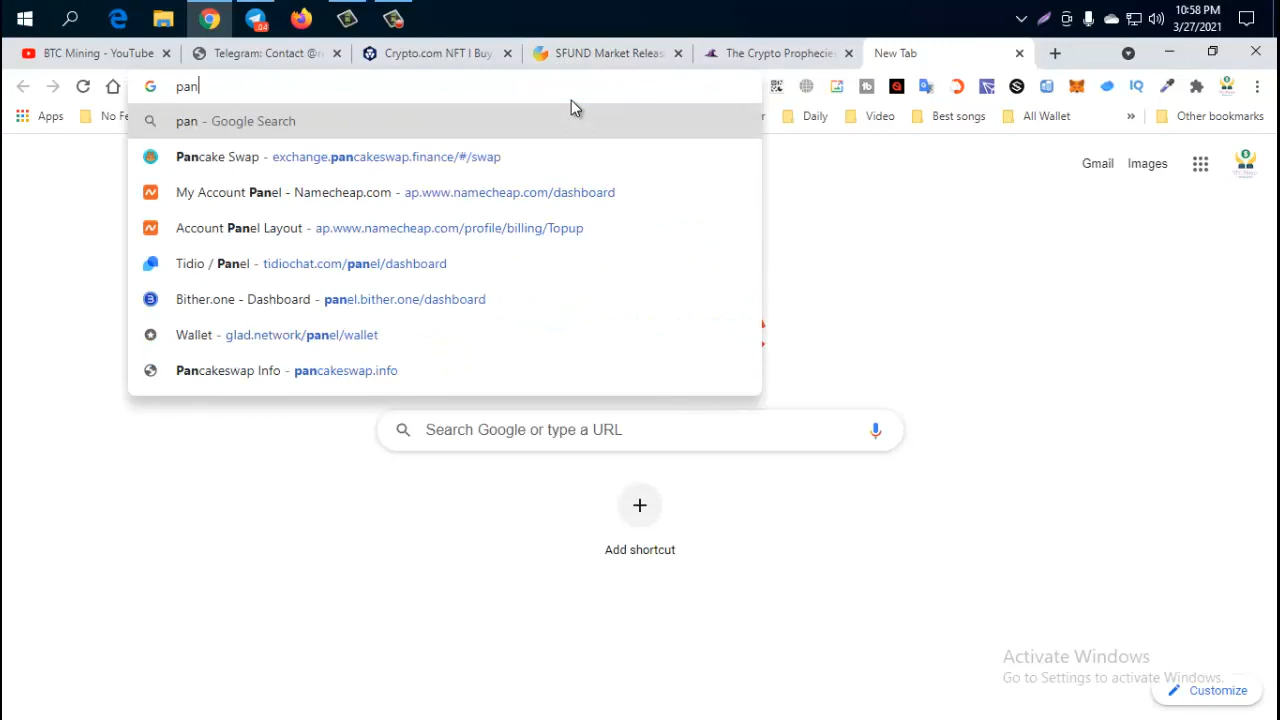 04
10:58 PM
3/27/2021
BTC Mining - YouTube
Telegram: Contact @
Crypto.com NFT I Buy
SFUND Market Releas
The Crypto Prophecie
New Tab
pan
IQ
Apps
No Fe
Daily
Video
Best songs
All Wallet
»
Other bookmarks
pan - Google Search
Pancake Swap - exchange.pancakeswap.finance/#/swap
My Account Panel - Namecheap.com - ap.www.namecheap.com/dashboard
Account Panel Layout - ap.www.namecheap.com/profile/billing/Topup
Tidio / Panel - tidiochat.com/panel/dashboard
Bither.one - Dashboard - panel.bither.one/dashboard
Wallet - glad.network/panel/wallet
Pancakeswap Info - pancakeswap.info
Gmail
Images
Search Google or type a URL
Add shortcut
Activate Windows
Go to Settings to activate Windows.
Customize